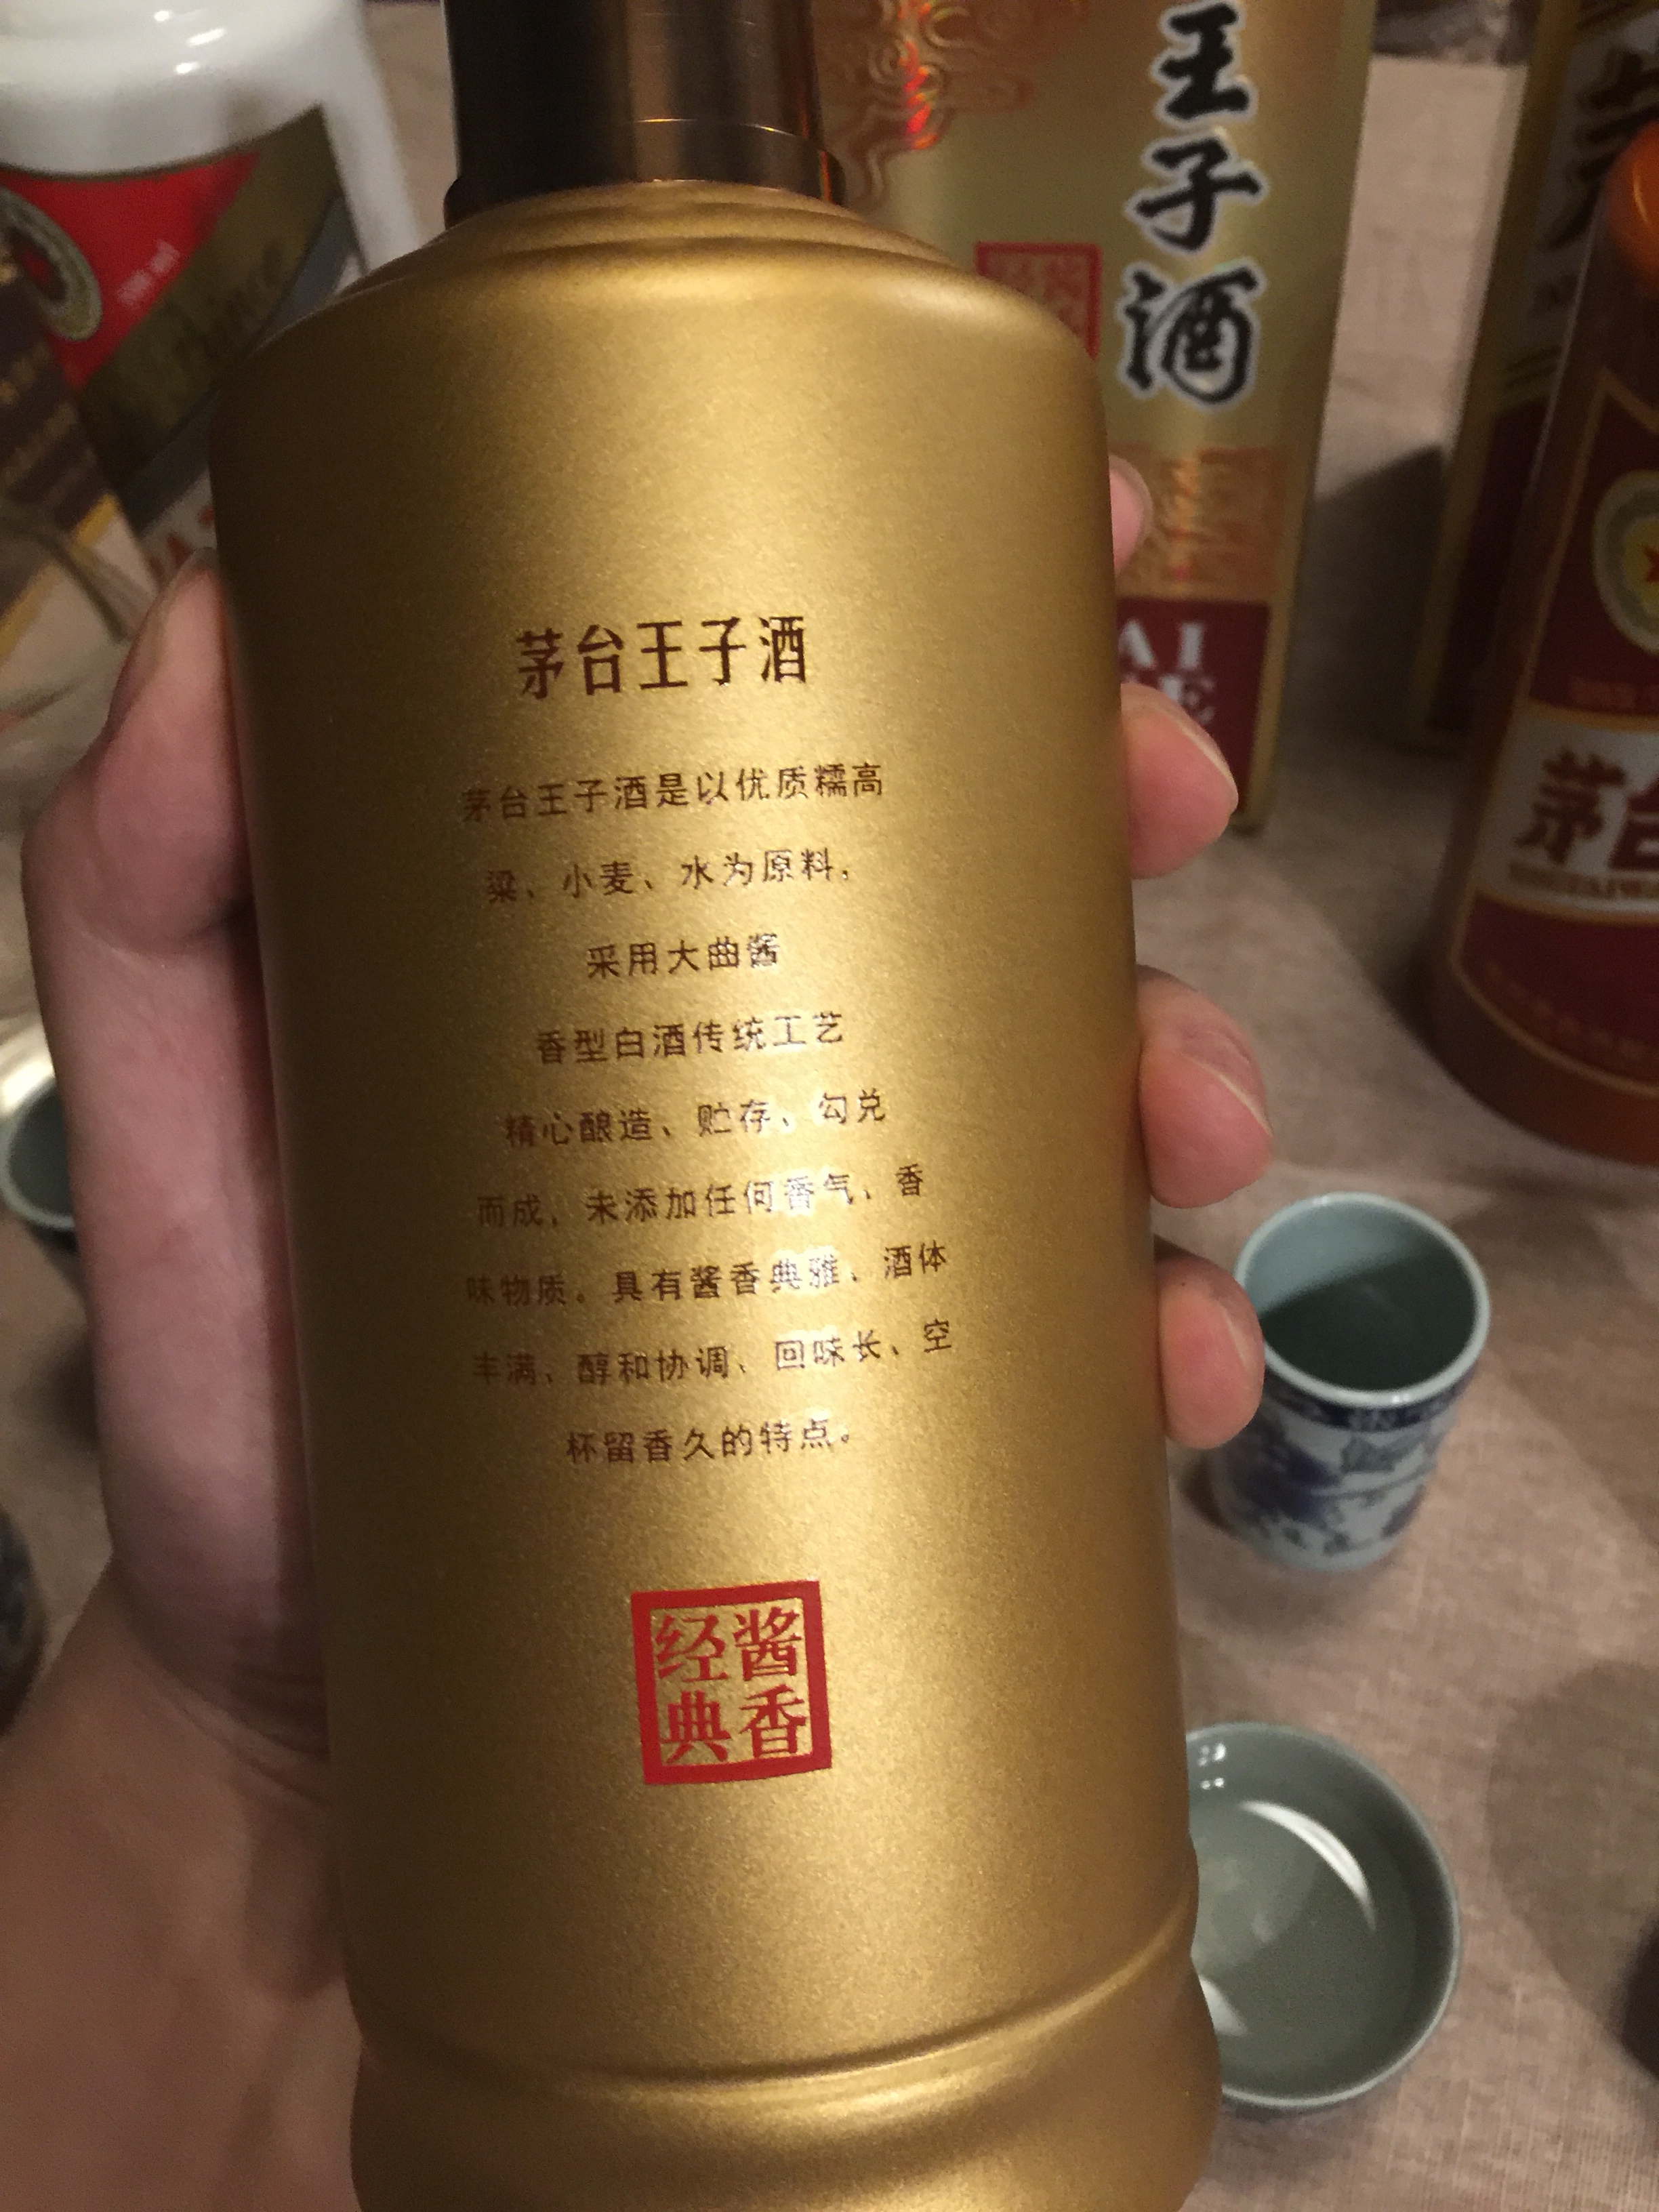 王子酒
Prince
茅台王子酒
茅台王子酒是以优质糯高
粱、小麦、水为原料,
采用大曲酱
香型白酒传统工艺
精心酿造、贮存、勾兑
而成, 未添加任何香气、香
味物质。具有酱香典雅、酒体
丰满、醇和协调、回味长、空
杯留香久的特点。
酱香
经典
AI
茅台